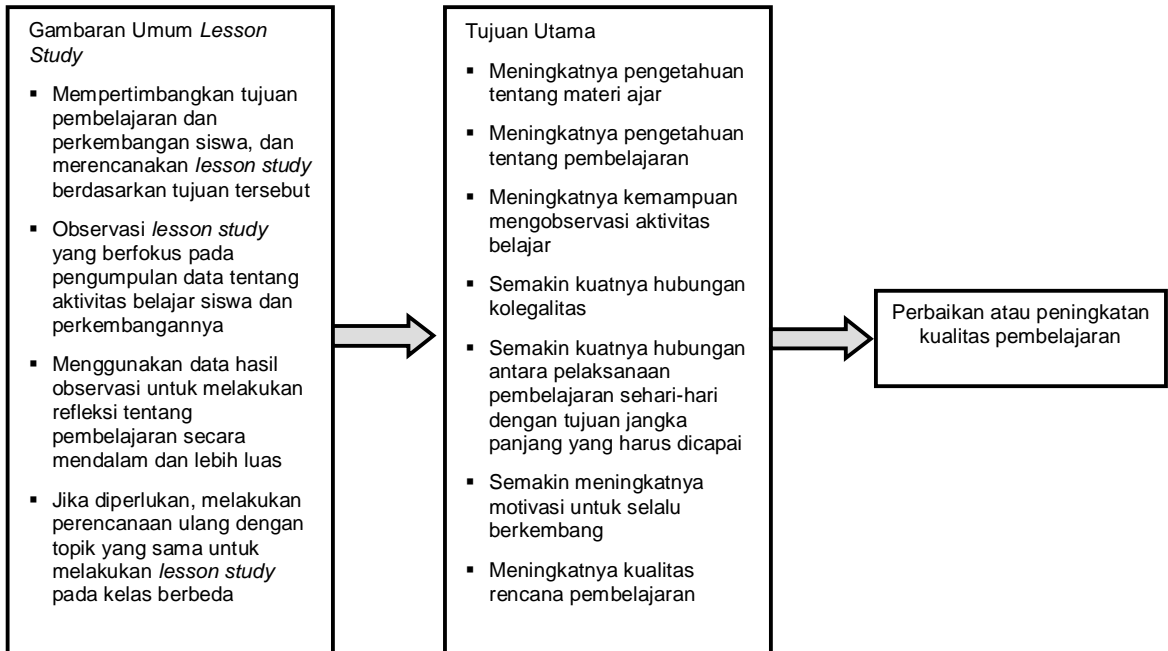 Gambaran Umum Lesson
Study
▪ Mempertimbangkan tujuan
pembelajaran dan
perkembangan siswa, dan
merencanakan lesson study
berdasarkan tujuan tersebut
▪ Observasi lesson study
yang berfokus pada
pengumpulan data tentang
aktivitas belajar siswa dan
perkembangannya
▪ Menggunakan data hasil
observasi untuk melakukan
refleksi tentang
pembelajaran secara
mendalam dan lebih luas
▪ Jika diperlukan, melakukan
perencanaan ulang dengan
topik yang sama untuk
melakukan lesson study
pada kelas berbeda
Tujuan Utama
▪ Meningkatnya pengetahuan
tentang materi ajar
▪ Meningkatnya pengetahuan
tentang pembelajaran
▪ Meningkatnya kemampuan
mengobservasi aktivitas
belajar
▪ Semakin kuatnya hubungan
kolegalitas
▪ Semakin kuatnya hubungan
antara pelaksanaan
pembelajaran sehari-hari
dengan tujuan jangka
panjang yang harus dicapai
▪ Semakin meningkatnya
motivasi untuk selalu
berkembang
▪ Meningkatnya kualitas
rencana pembelajaran
Perbaikan atau peningkatan
kualitas pembelajaran